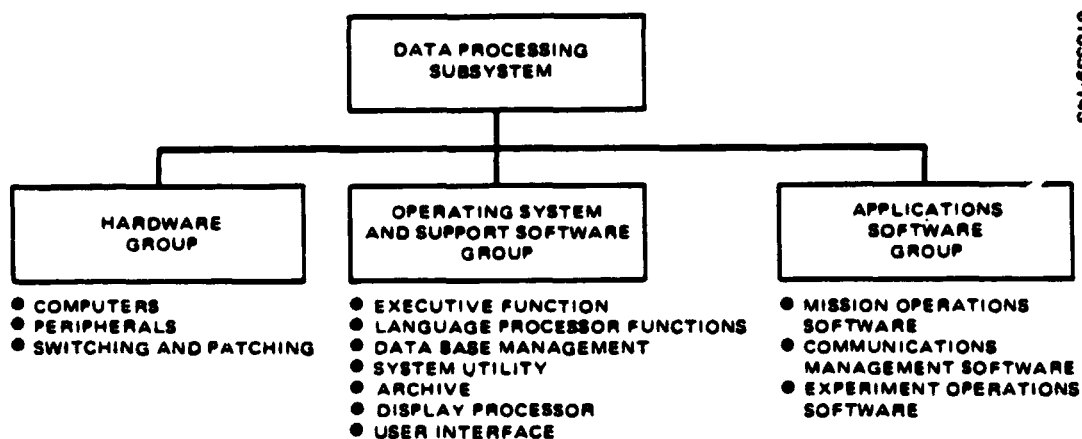 DATA PROCESSING
SUBSYSTEM
HARDWARE
GROUP
● COMPUTERS
● PERIPHERALS
● SWITCHING AND PATCHING
OPERATING SYSTEM
AND SUPPORT SOFTWARE
GROUP
● EXECUTIVE FUNCTION
● LANGUAGE PROCESSOR FUNCTIONS
● DATA BASE MANAGEMENT
● SYSTEM UTILITY
● ARCHIVE
● DISPLAY PROCESSOR
● USER INTERFACE
APPLICATIONS
SOFTWARE
GROUP
● MISSION OPERATIONS
SOFTWARE
● COMMUNICATIONS
MANAGEMENT SOFTWARE
● EXPERIMENT OPERATIONS
SOFTWARE